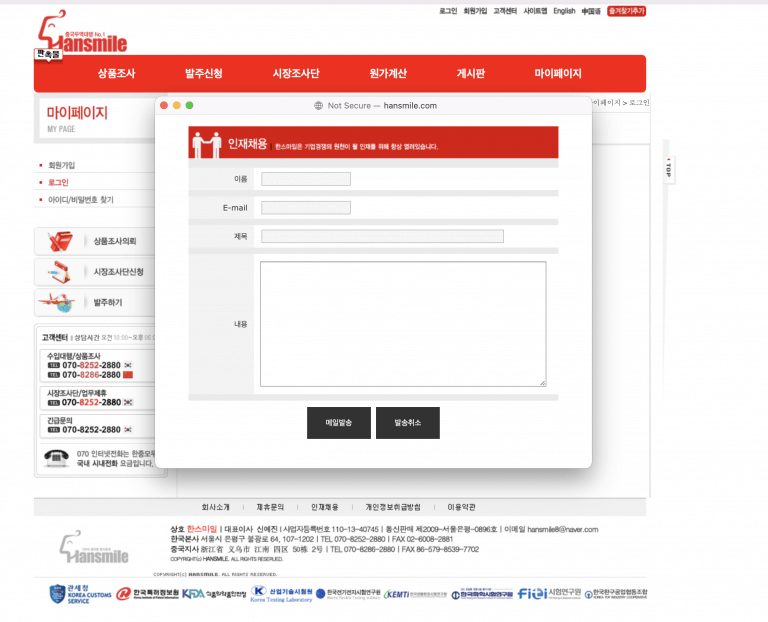 로그인 회원가입 고객센터 사이트맵 English 中国语 즐겨찾기추가
중국무역대행 No.1
Hansmile
판촉몰
상품조사 발주신청 시장조사단 원가계산 게시판 마이페이지
마이페이지
MY PAGE
마이페이지 > 로그인
회원가입
로그인
아이디/비밀번호 찾기
상품조사의뢰
시장조사단신청
발주하기
고객센터 | 상담시간 오전 10:00~오후 06:0
수입대행/상품조사
TEL 070-8252-2880
TEL 070-8286-2880
시장조사단/업무제휴
TEL 070-8252-2880
긴급문의
TEL 070-8252-2880
070 인터넷전화는 한중모두
국내 시내전화 요금입니다.
TOP
Not Secure — hansmile.com
인재채용 | 한스마일은 기업경쟁의 원천이 될 인재를 위해 항상 열려있습니다.
이름
E-mail
제목
내용
메일발송 발송취소
회사소개 | 제휴문의 | 인재채용 | 개인정보취급방침 | 이용약관
Hansmile
상호 한스마일 | 대표이사 신예진 | 사업자등록번호 110-13-40745 | 통신판매 제2009-서울은평-0896호 | 이메일 hansmile8@naver.com
한국본사 서울시 은평구 불광로 64, 107-1202 | TEL 070-8252-2880 | FAX 02-6008-2881
중국지사 浙江省 义乌市 江南 四区 50栋 2号 | TEL 070-8286-2880 | FAX 86-579-8539-7702
COPYRIGHT(c) HANSMILE. ALL RIGHTS RESERVED.
COPYRIGHT(c) HANSMILE. ALL RIGHTS RESERVED.
관세청 KOREA CUSTOMS SERVICE
한국특허정보원
KFDA 식품의약품안전청
산업기술시험원 Korea Testing Laboratory
한국전기전자시험연구원
KEMTI
한국화학시험연구원
FITI 시험연구원
한국전공업협동조합